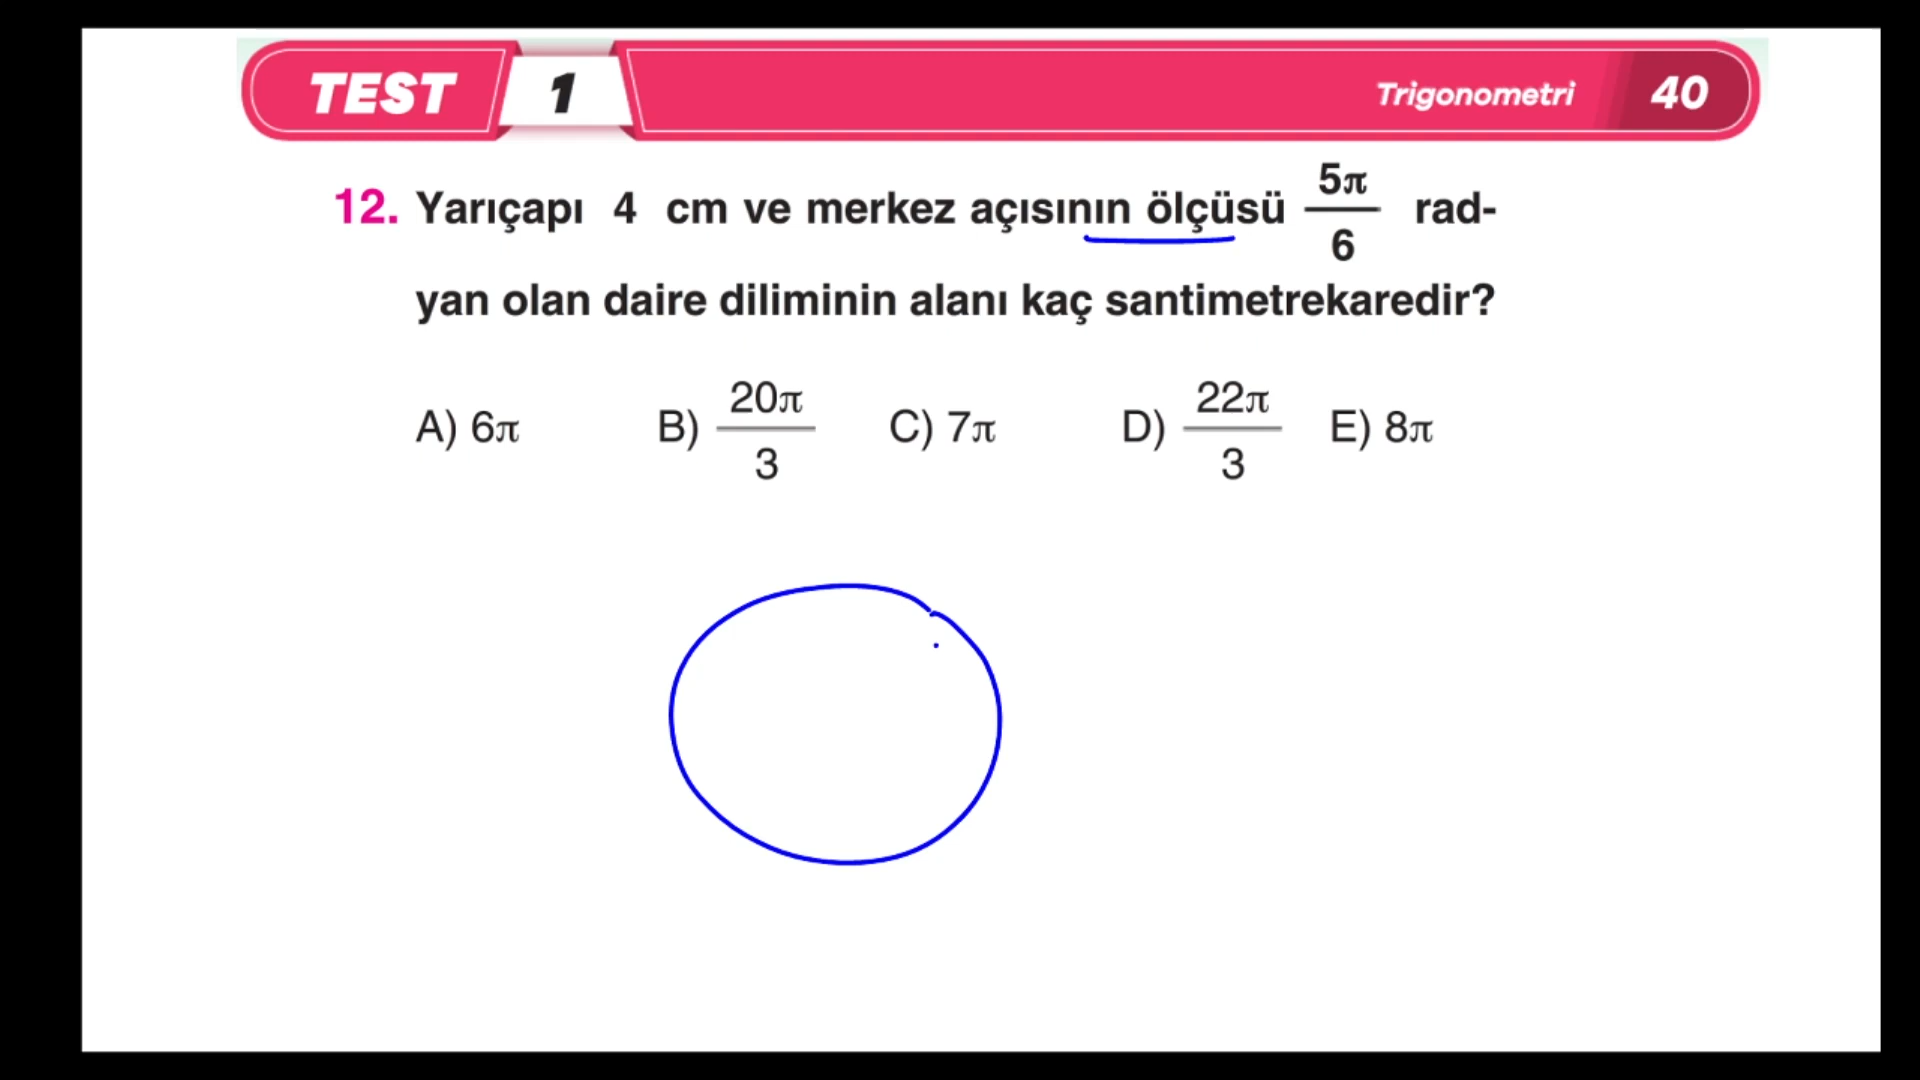 TEST 1 Trigonometri 40
12. Yarıçapı 4 cm ve merkez açısının ölçüsü 5π/6 rad-
yan olan daire diliminin alanı kaç santimetrekaredir?
A) 6π B) 20π/3 C) 7π D) 22π/3 E) 8π